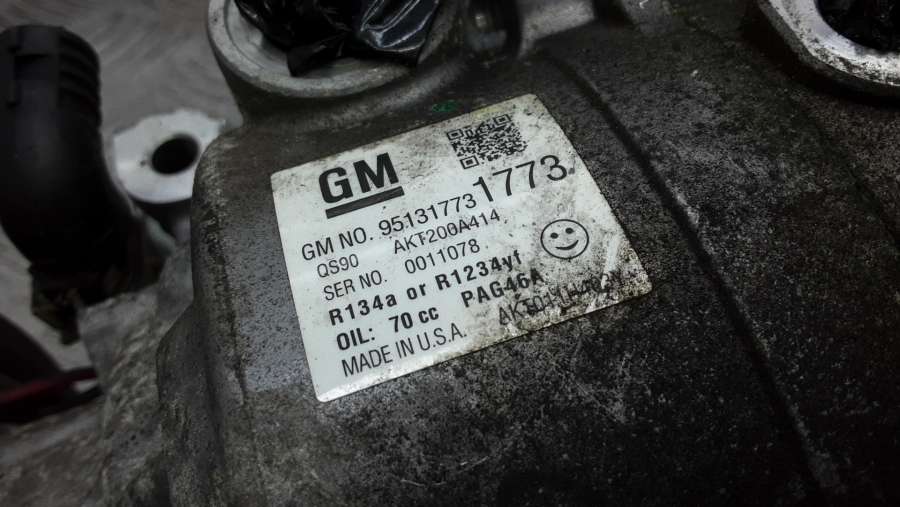 GM
GM NO. 95131773 1773
QS90 AKT200A414
SER NO. 0011078
R134a or R1234yf
OIL: 70 cc PAG46A
MADE IN U.S.A.